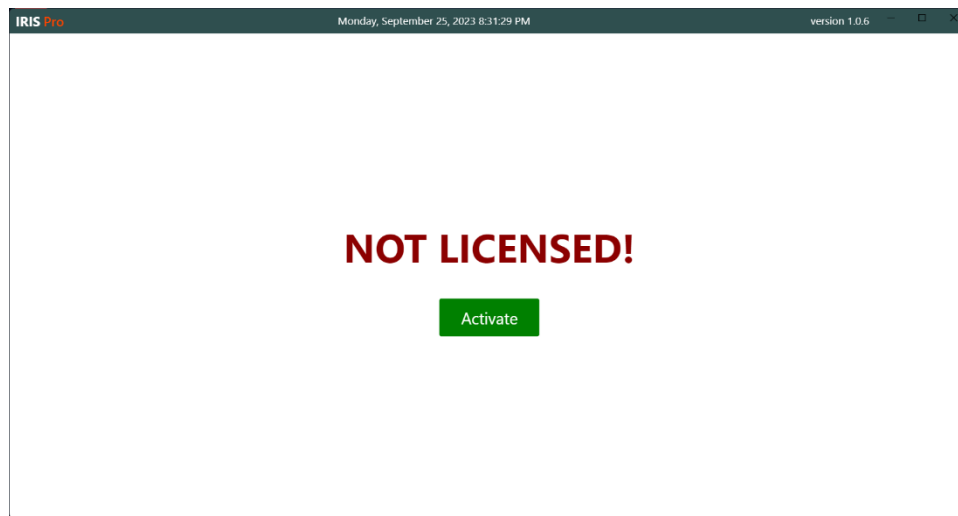 IRIS Pro Monday, September 25, 2023 8:31:29 PM version 1.0.6
NOT LICENSED!
Activate